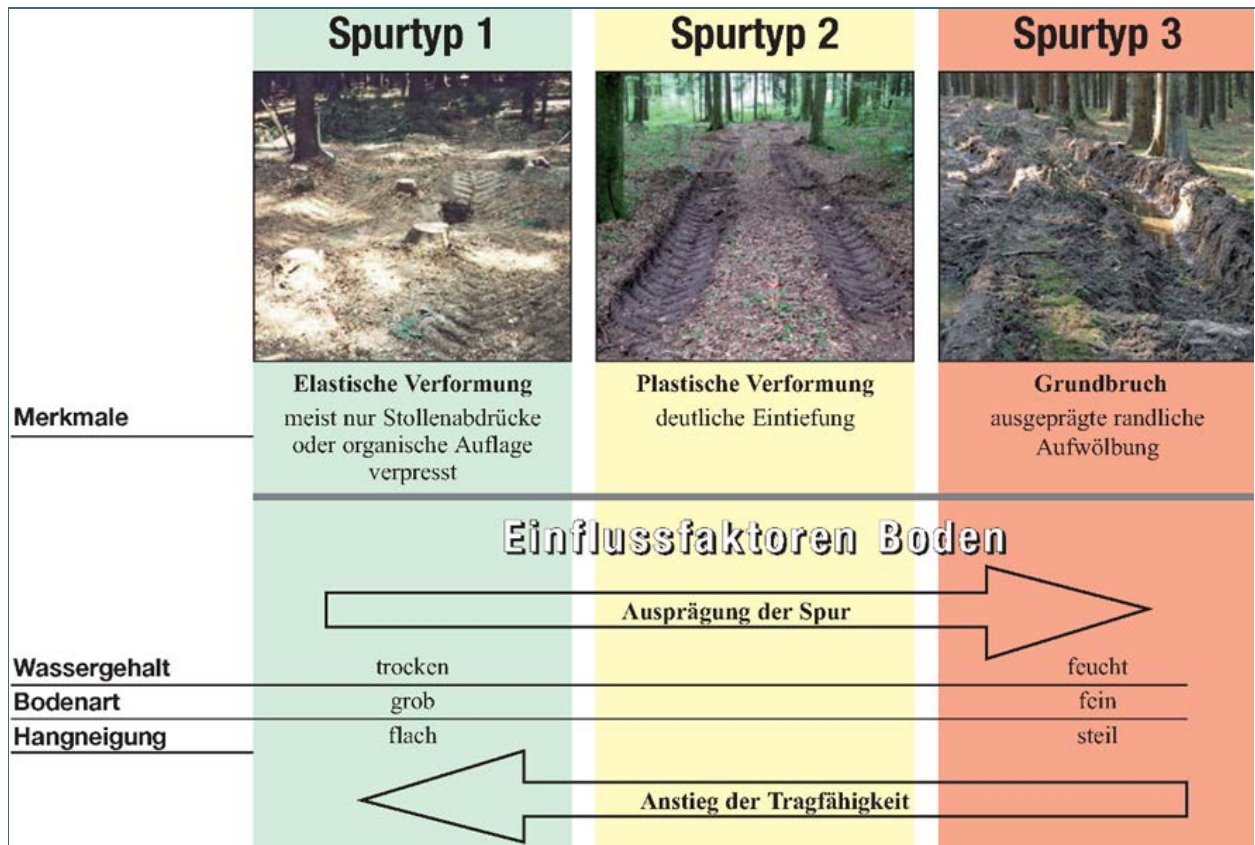 Spurtyp 1
Spurtyp 2
Spurtyp 3
Merkmale
Elastische Verformung
meist nur Stollenabdrücke
oder organische Auflage
verpresst
Plastische Verformung
deutliche Eintiefung
Grundbruch
ausgeprägte randliche
Aufwölbung
Einflussfaktoren Boden
Ausprägung der Spur
Wassergehalt trocken feucht
Bodenart grob fein
Hangneigung flach steil
Anstieg der Tragfähigkeit